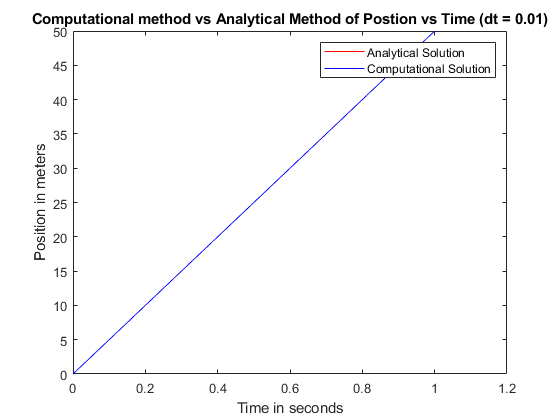 Computational method vs Analytical Method of Postion vs Time (dt = 0.01)
50
45
40
35
30
25
20
15
10
5
0
Position in meters
Analytical Solution
Computational Solution
0 0.2 0.4 0.6 0.8 1 1.2
Time in seconds